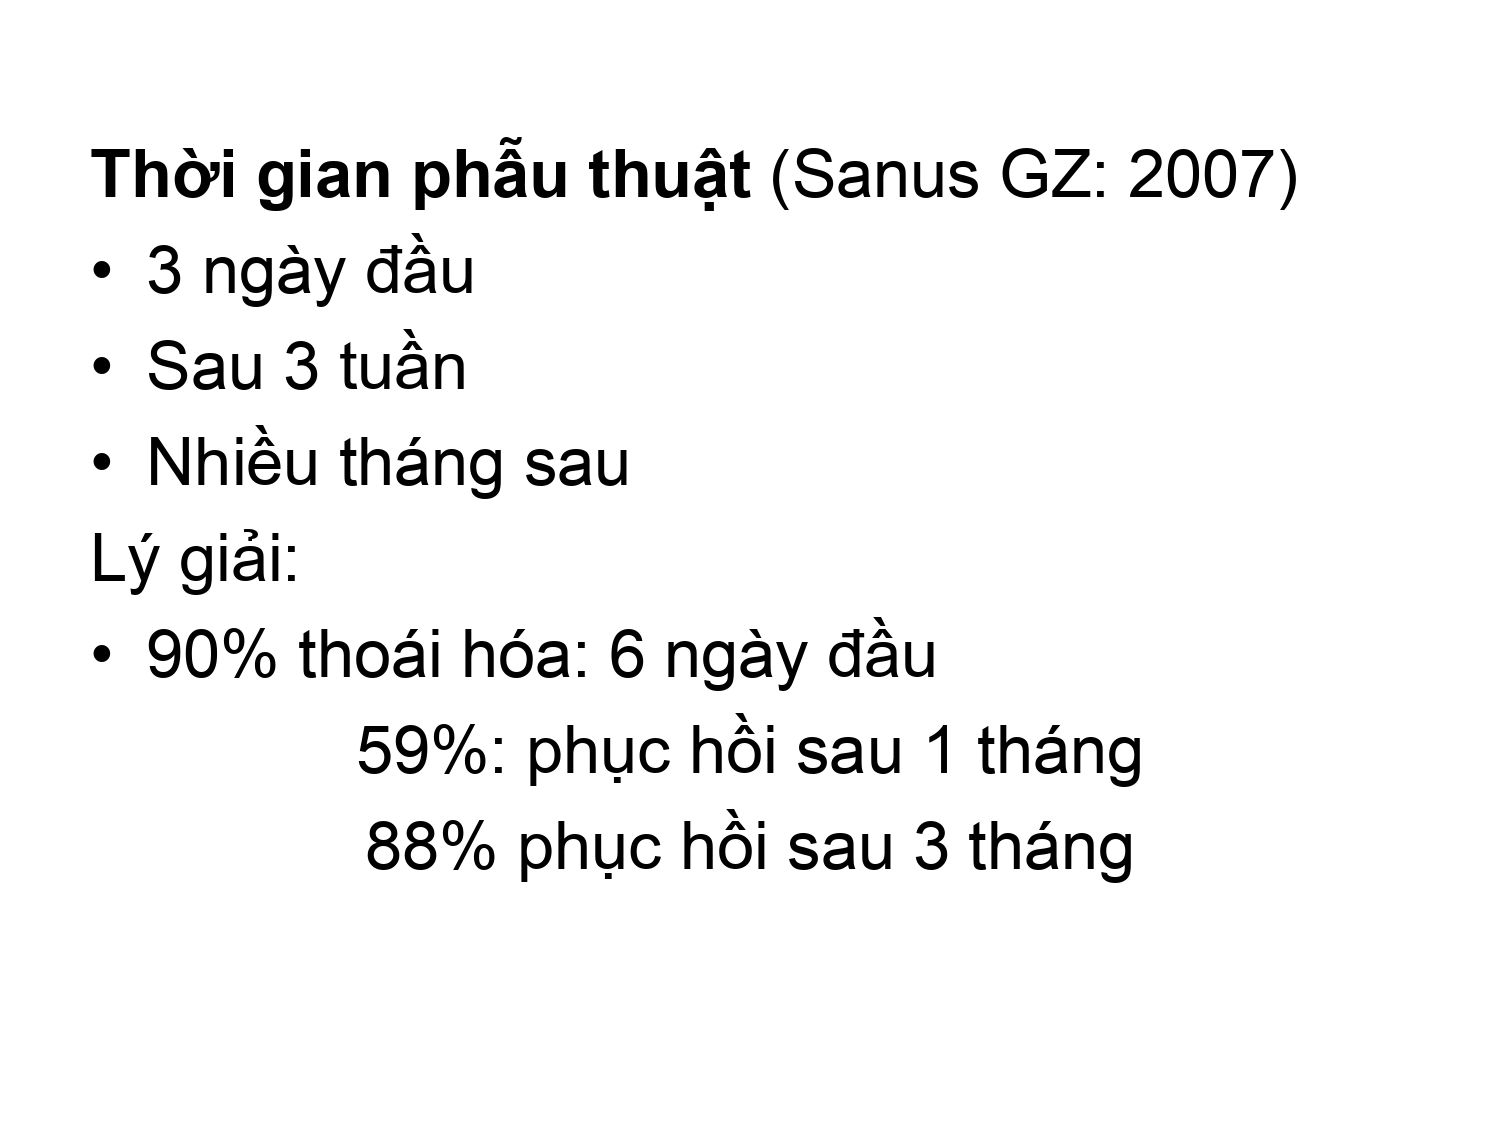 Thời gian phẫu thuật (Sanus GZ: 2007)
• 3 ngày đầu
• Sau 3 tuần
• Nhiều tháng sau
Lý giải:
• 90% thoái hóa: 6 ngày đầu
59%: phục hồi sau 1 tháng
88% phục hồi sau 3 tháng